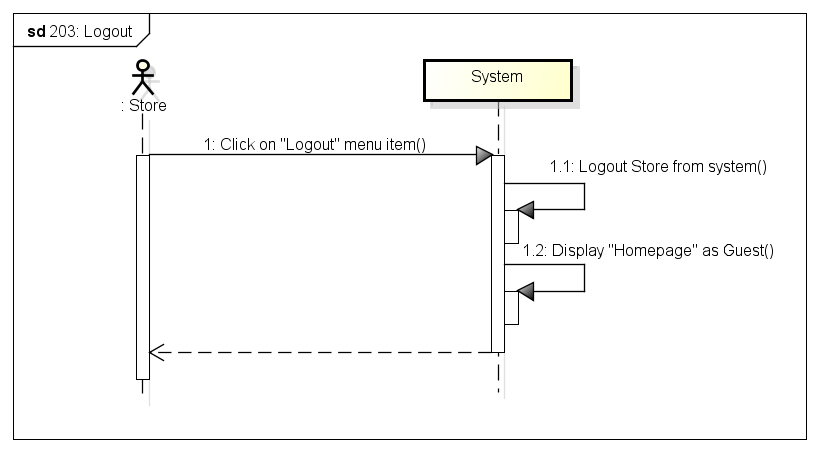 sd 203: Logout
System
: Store
1: Click on "Logout" menu item()
1.1: Logout Store from system()
1.2: Display "Homepage" as Guest()